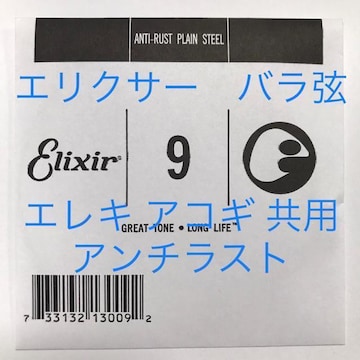 ANTI-RUST PLAIN STEEL
エリクサー　バラ弦
Elixir® 9
エレキ アコギ 共用
GREAT TONE • LONG LIFE™
アンチラスト
7 33132 13009 2